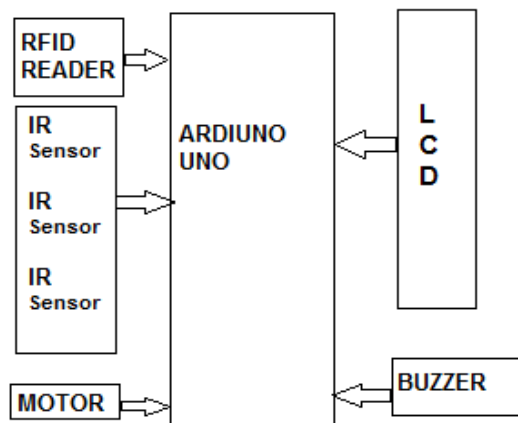 RFID
READER
IR
Sensor
IR
Sensor
IR
Sensor
MOTOR
ARDIUNO
UNO
L
C
D
BUZZER